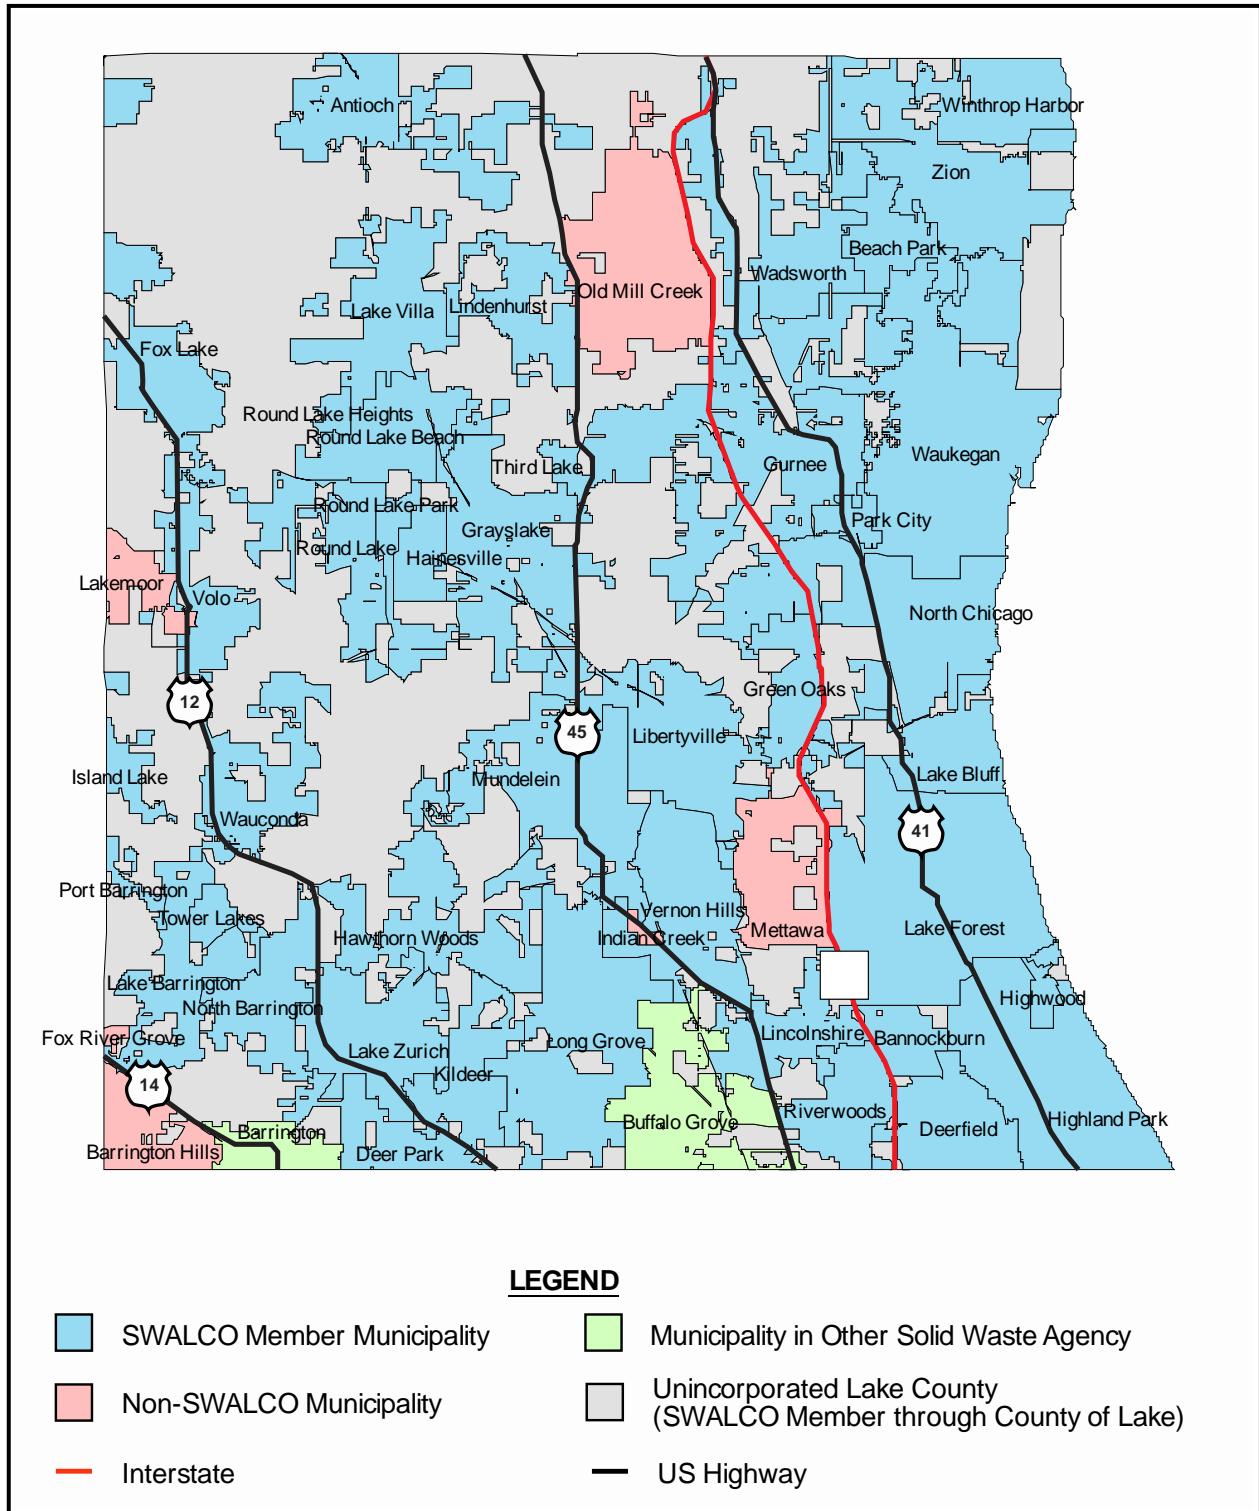 Antioch
Winthrop Harbor
Zion
Beach Park
Wadsworth
Old Mill Creek
Lake Villa
Lindenhurst
Fox Lake
Round Lake Heights
Round Lake Beach
Waukegan
Third Lake
Gurnee
Round Lake Park
Park City
Grayslake
Round Lake
Hainesville
Lakemoor
Volo
North Chicago
Green Oaks
12
45
Libertyville
Island Lake
Mundelein
Lake Bluff
Wauconda
41
Port Barrington
Tower Lakes
Vernon Hills
Hawthorn Woods
Indian Creek
Mettawa
Lake Forest
Lake Barrington
North Barrington
Highwood
Fox River Grove
Lake Zurich
Long Grove
Lincolnshire
Bannockburn
Kildeer
14
Riverwoods
Buffalo Grove
Highland Park
Barrington
Deerfield
Barrington Hills
Deer Park
LEGEND
SWALCO Member Municipality
Municipality in Other Solid Waste Agency
Non-SWALCO Municipality
Unincorporated Lake County
(SWALCO Member through County of Lake)
Interstate
US Highway